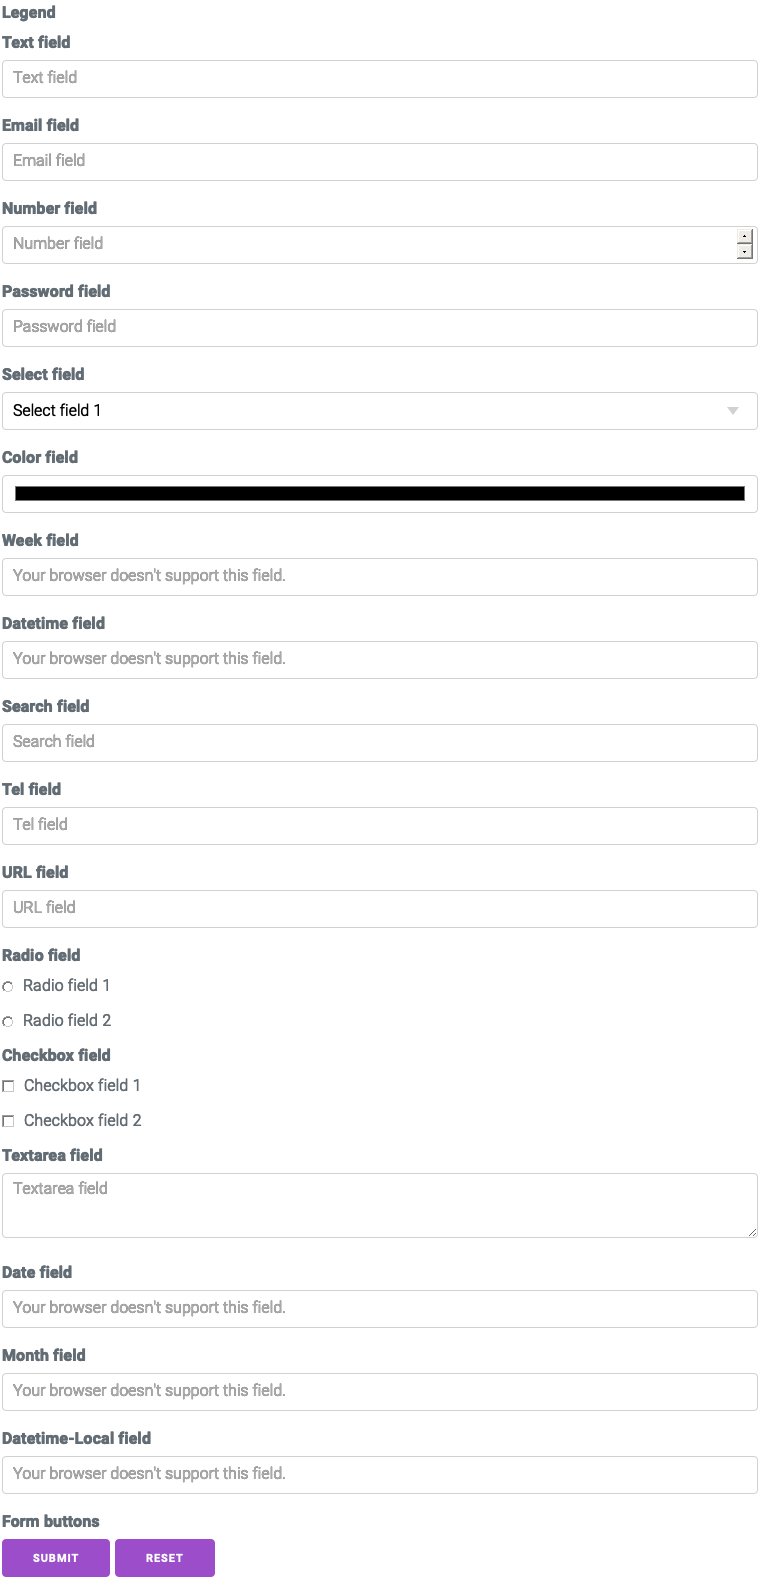 Legend
Text field
Text field
Email field
Email field
Number field
Number field
Password field
Password field
Select field
Select field 1
Color field
Week field
Your browser doesn't support this field.
Datetime field
Your browser doesn't support this field.
Search field
Search field
Tel field
Tel field
URL field
URL field
Radio field
Radio field 1
Radio field 2
Checkbox field
Checkbox field 1
Checkbox field 2
Textarea field
Textarea field
Date field
Your browser doesn't support this field.
Month field
Your browser doesn't support this field.
Datetime-Local field
Your browser doesn't support this field.
Form buttons
SUBMIT RESET